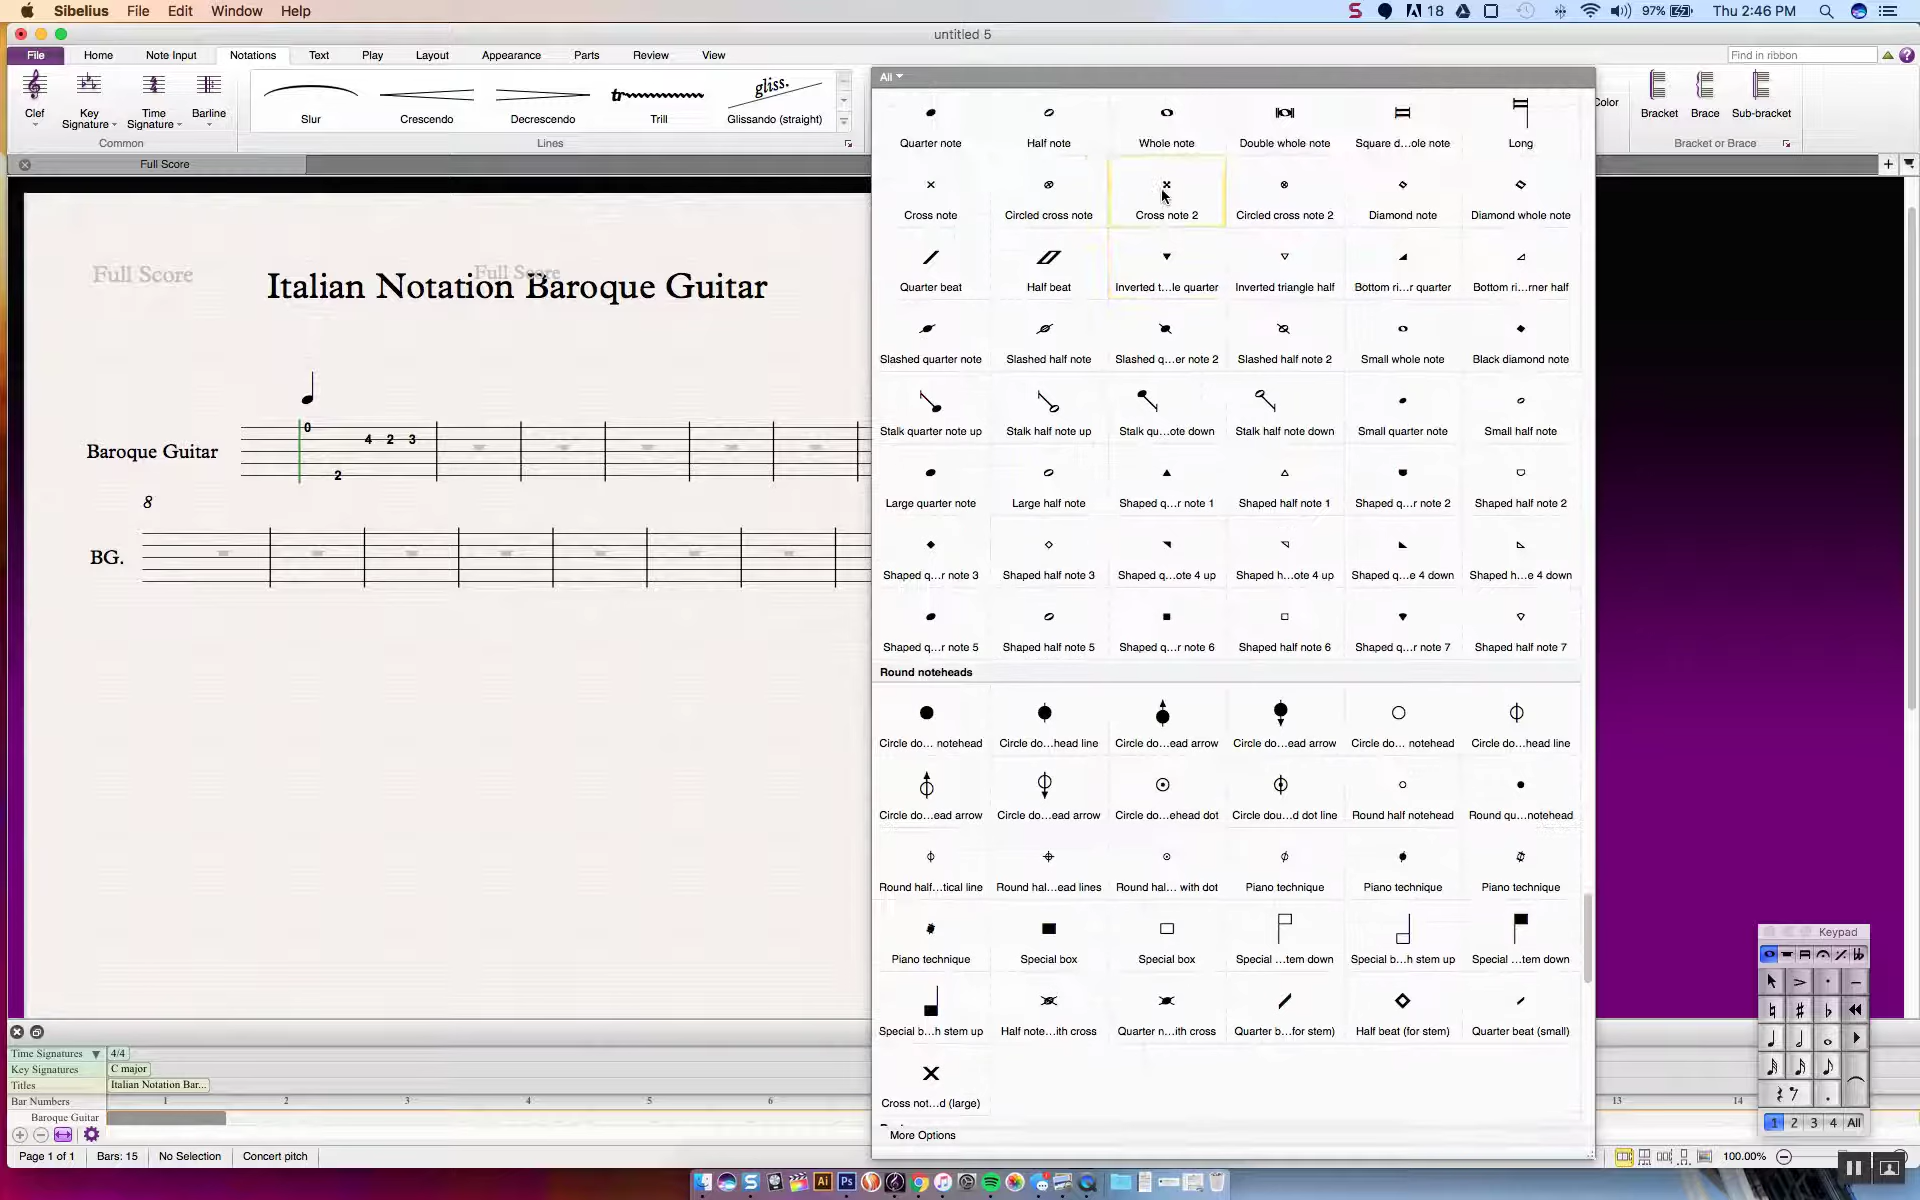 Sibelius File Edit Window Help 18 97% Thu 2:46 PM
untitled 5
File Home Note Input Notations Text Play Layout Appearance Parts Review View Find in ribbon
Clef Key Signature Time Signature Barline
Common
Slur Crescendo Decrescendo Trill Glissando (straight)
gliss.
tr
Lines
Color Bracket Brace Sub-bracket
Bracket or Brace
Full Score
All
Quarter note Half note Whole note Double whole note Square d...ole note Long
Cross note Circled cross note Cross note 2 Circled cross note 2 Diamond note Diamond whole note
Quarter beat Half beat Inverted t...le quarter Inverted triangle half Bottom ri...r quarter Bottom ri...rner half
Slashed quarter note Slashed half note Slashed q...er note 2 Slashed half note 2 Small whole note Black diamond note
Stalk quarter note up Stalk half note up Stalk qu...ote down Stalk half note down Small quarter note Small half note
Large quarter note Large half note Shaped q...r note 1 Shaped half note 1 Shaped q...r note 2 Shaped half note 2
Shaped q...r note 3 Shaped half note 3 Shaped q...ote 4 up Shaped h...ote 4 up Shaped q...e 4 down Shaped h...e 4 down
Shaped q...r note 5 Shaped half note 5 Shaped q...r note 6 Shaped half note 6 Shaped q...r note 7 Shaped half note 7
Round noteheads
Circle do... notehead Circle do...head line Circle do...ead arrow Circle do...ead arrow Circle do... notehead Circle do...head line
Circle do...ead arrow Circle do...ead arrow Circle do...ehead dot Circle dou...d dot line Round half notehead Round qu...notehead
Round half...tical line Round hal...ead lines Round hal... with dot Piano technique Piano technique Piano technique
Piano technique Special box Special box Special ...tem down Special b...h stem up Special ...tem down
Special b...h stem up Half note...ith cross Quarter n...ith cross Quarter b...for stem) Half beat (for stem) Quarter beat (small)
Cross not...d (large)
More Options
Full Score
Full Score
Italian Notation Baroque Guitar
Baroque Guitar
0
4 2 3
2
8
BG.
Keypad
1 2 3 4 All
Time Signatures 4/4
Key Signatures C major
Titles Italian Notation Bar...
Bar Numbers 1 2 3 4 5 6 13 14
Baroque Guitar
Page 1 of 1 Bars: 15 No Selection Concert pitch 100.00%
Ai Ps